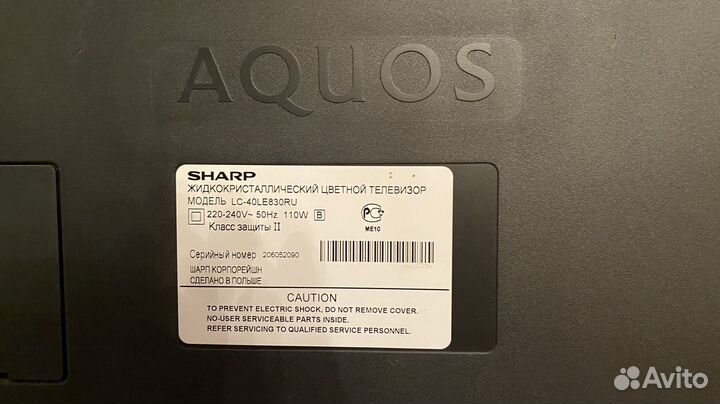 AQUOS
SHARP
ЖИДКОКРИСТАЛЛИЧЕСКИЙ ЦВЕТНОЙ ТЕЛЕВИЗОР
МОДЕЛЬ LC-40LE830RU
220-240V~ 50Hz 110W B
Класс защиты II
РС
ME10
Серийный номер 206052090
ШАРП КОРПОРЕЙШН
СДЕЛАНО В ПОЛЬШЕ
CAUTION
TO PREVENT ELECTRIC SHOCK, DO NOT REMOVE COVER.
NO-USER SERVICEABLE PARTS INSIDE.
REFER SERVICING TO QUALIFIED SERVICE PERSONNEL.
Avito